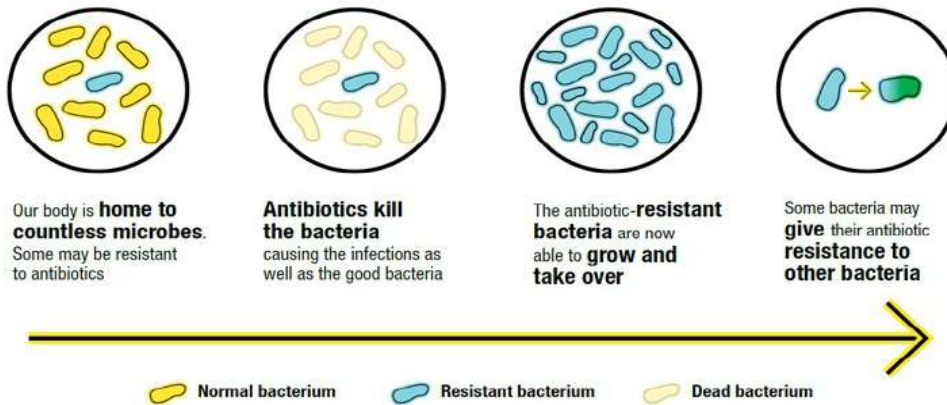 Our body is home to
countless microbes.
Some may be resistant
to antibiotics
Antibiotics kill
the bacteria
causing the infections as
well as the good bacteria
The antibiotic-resistant
bacteria are now
able to grow and
take over
Some bacteria may
give their antibiotic
resistance to
other bacteria
Normal bacterium
Resistant bacterium
Dead bacterium